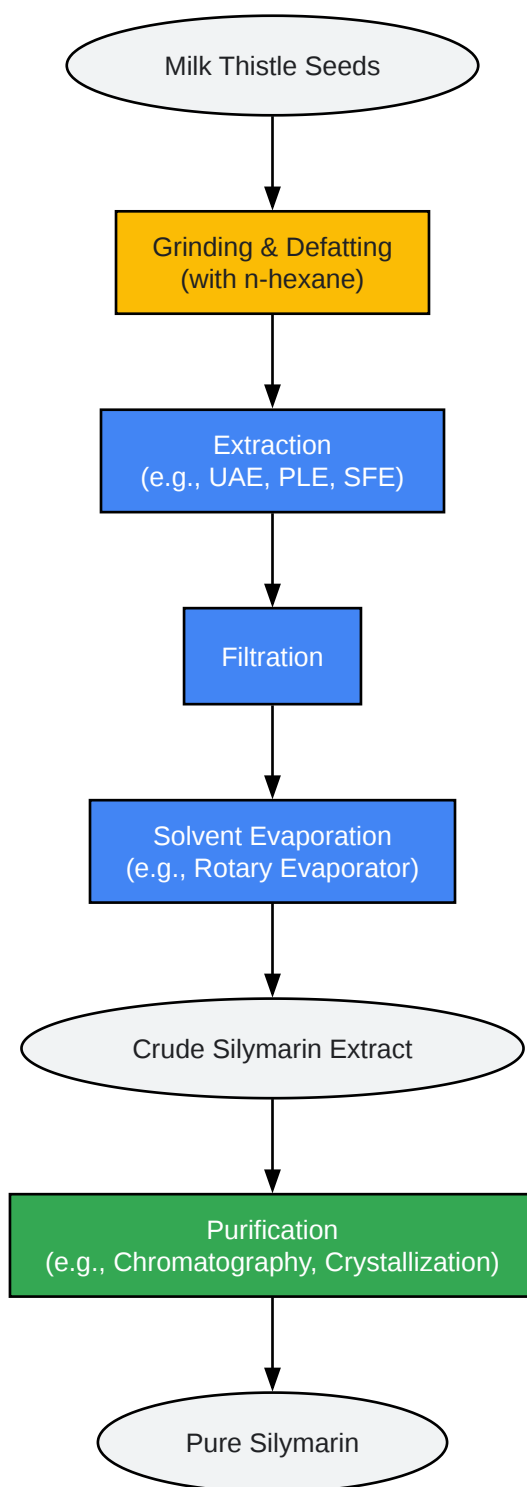 Milk Thistle Seeds
Grinding & Defatting
(with n-hexane)
Extraction
(e.g., UAE, PLE, SFE)
Filtration
Solvent Evaporation
(e.g., Rotary Evaporator)
Crude Silymarin Extract
Purification
(e.g., Chromatography, Crystallization)
Pure Silymarin